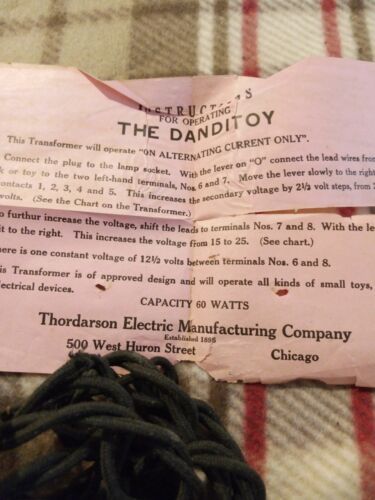 INSTRUCTIONS
FOR OPERATING
THE DANDITOY
This Transformer will operate "ON ALTERNATING CURRENT ONLY".
Connect the plug to the lamp socket. With the lever on "O" connect the lead wires from
or toy to the two left-hand terminals, Nos. 6 and 7. Move the lever slowly to the right
contacts 1, 2, 3, 4 and 5. This increases the secondary voltage by 2½ volt steps, from
volts. (See the Chart on the Transformer.)
o further increase the voltage, shift the leads to terminals Nos. 7 and 8. With the
it to the right. This increases the voltage from 15 to 25. (See chart.)
here is one constant voltage of 12½ volts between terminals Nos. 6 and 8.
is Transformer is of approved design and will operate all kinds of small toys,
lectrical devices.
CAPACITY 60 WATTS
Thordarson Electric Manufacturing Company
Established 1895
500 West Huron Street Chicago